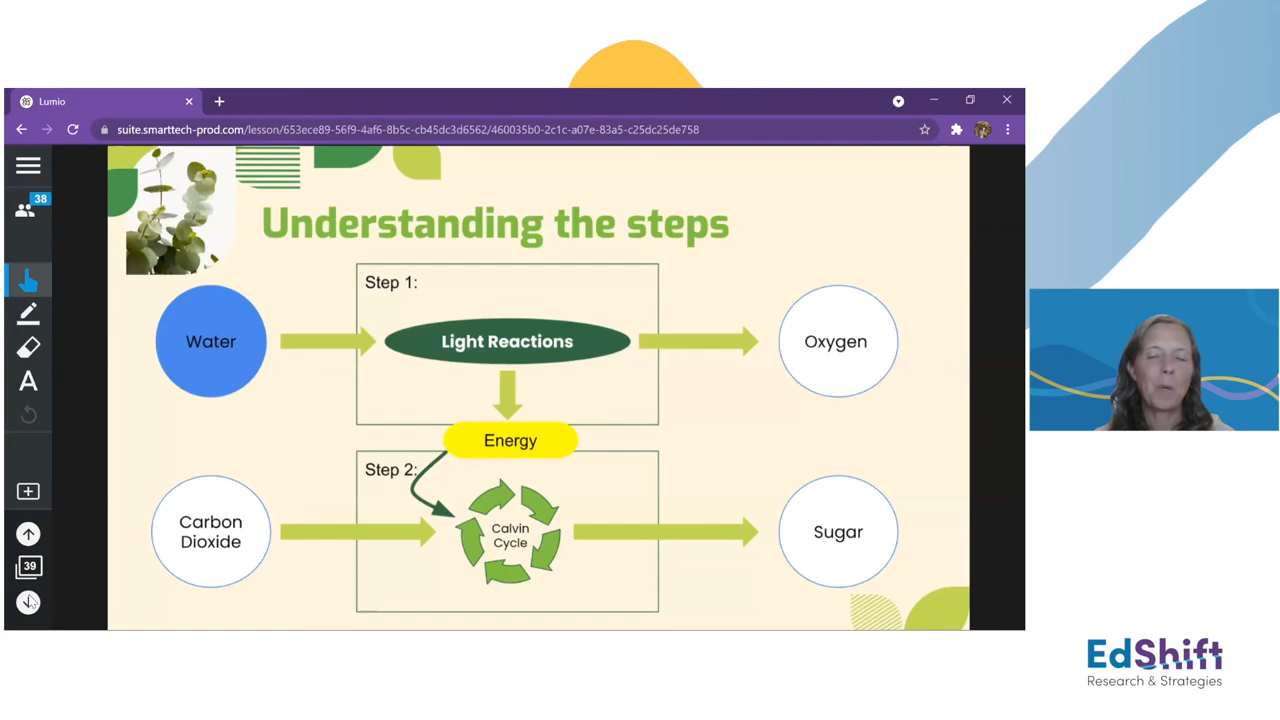 Lumio
suite.smarttech-prod.com/lesson/653ece89-56f9-4af6-8b5c-cb45dc3d6562/460035b0-2c1c-a07e-83a5-c25dc25de758
38
Understanding the steps
Step 1:
Water
Light Reactions
Oxygen
Energy
Step 2:
Carbon
Dioxide
Calvin
Cycle
Sugar
A
39
EdShift
Research & Strategies